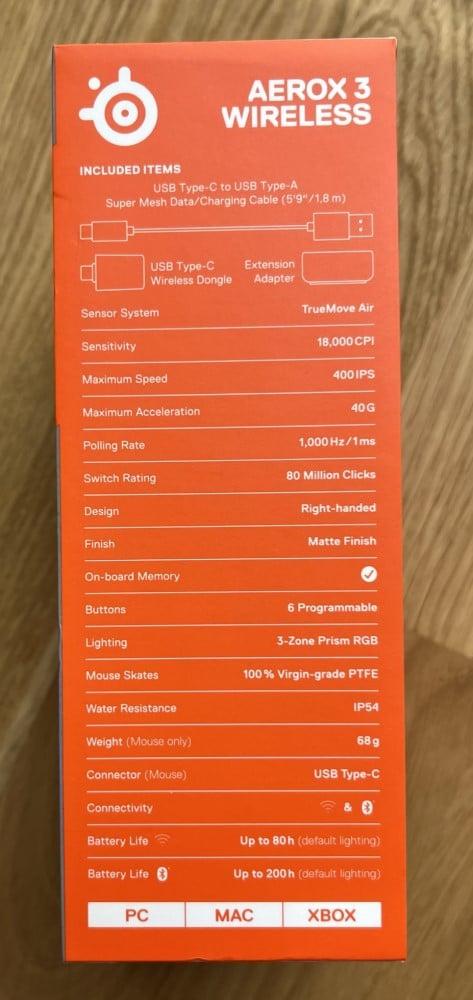 AEROX 3
WIRELESS
INCLUDED ITEMS
USB Type-C to USB Type-A
Super Mesh Data/Charging Cable (5'9"/1,8 m)
USB Type-C
Wireless Dongle
Extension
Adapter
Sensor System TrueMove Air
Sensitivity 18,000 CPI
Maximum Speed 400 IPS
Maximum Acceleration 40 G
Polling Rate 1,000 Hz / 1 ms
Switch Rating 80 Million Clicks
Design Right-handed
Finish Matte Finish
On-board Memory
Buttons 6 Programmable
Lighting 3-Zone Prism RGB
Mouse Skates 100% Virgin-grade PTFE
Water Resistance IP54
Weight (Mouse only) 68 g
Connector (Mouse) USB Type-C
Connectivity &
Battery Life Up to 80 h (default lighting)
Battery Life Up to 200 h (default lighting)
PC MAC XBOX